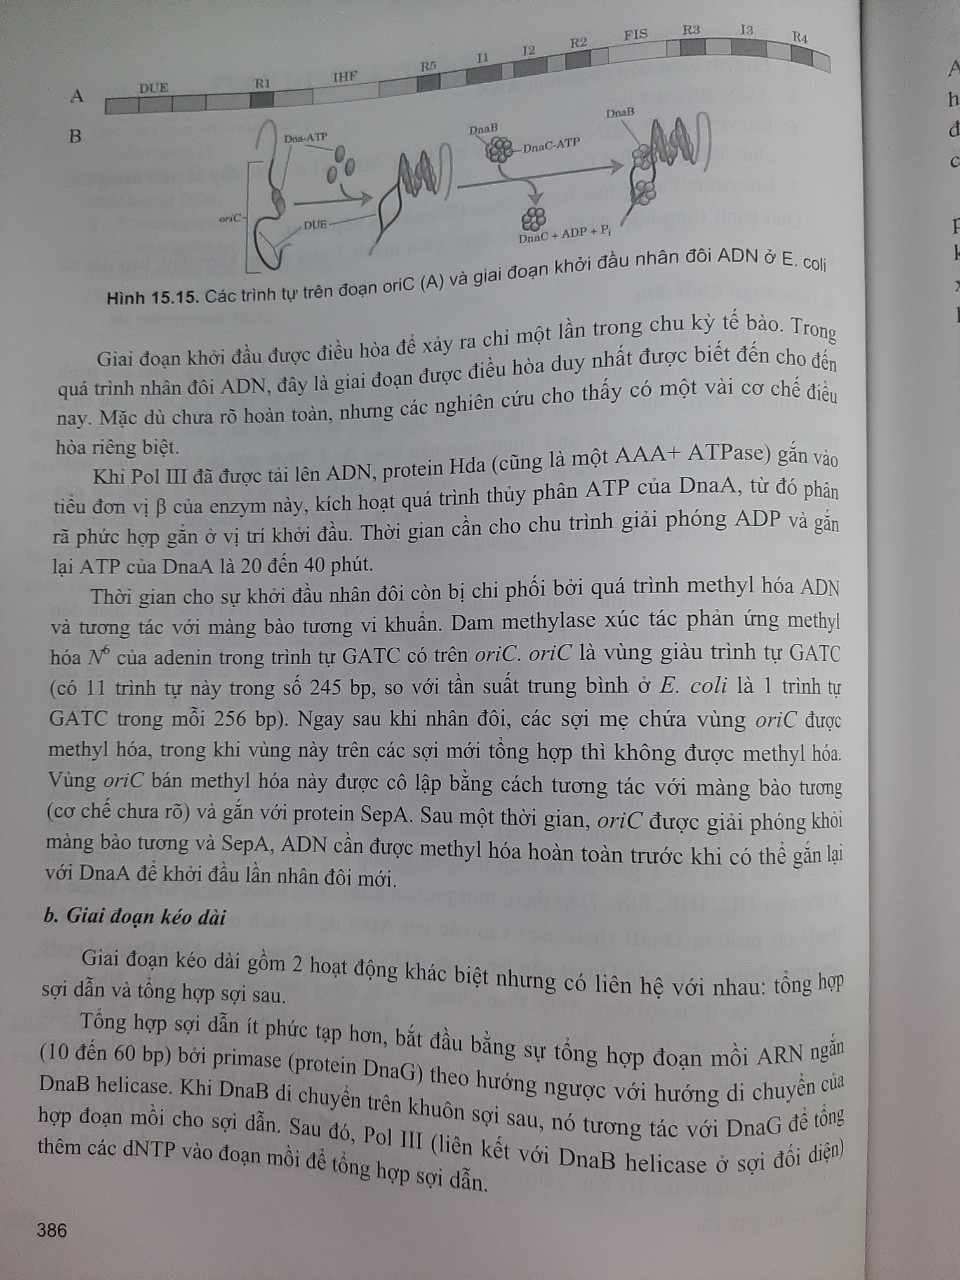 DUE R1 IHF R5 I1 I2 R2 FIS R3 I3 R4
A
B
Dna-ATP
DnaB
DnaC-ATP
DnaB
oriC
DUE
DnaC + ADP + Pi
Hình 15.15. Các trình tự trên đoạn oriC (A) và giai đoạn khởi đầu nhân đôi ADN ở E. coli
Giai đoạn khởi đầu được điều hòa để xảy ra chỉ một lần trong chu kỳ tế bào. Trong
quá trình nhân đôi ADN, đây là giai đoạn được điều hòa duy nhất được biết đến cho đến
nay. Mặc dù chưa rõ hoàn toàn, nhưng các nghiên cứu cho thấy có một vài cơ chế điều
hòa riêng biệt.
Khi Pol III đã được tải lên ADN, protein Hda (cũng là một AAA+ ATPase) gắn vào
tiểu đơn vị β của enzym này, kích hoạt quá trình thủy phân ATP của DnaA, từ đó phân
rã phức hợp gắn ở vị trí khởi đầu. Thời gian cần cho chu trình giải phóng ADP và gắn
lại ATP của DnaA là 20 đến 40 phút.
Thời gian cho sự khởi đầu nhân đôi còn bị chi phối bởi quá trình methyl hóa ADN
và tương tác với màng bào tương vi khuẩn. Dam methylase xúc tác phản ứng methyl
hóa N⁶ của adenin trong trình tự GATC có trên oriC. oriC là vùng giàu trình tự GATC
(có 11 trình tự này trong số 245 bp, so với tần suất trung bình ở E. coli là 1 trình tự
GATC trong mỗi 256 bp). Ngay sau khi nhân đôi, các sợi mẹ chứa vùng oriC được
methyl hóa, trong khi vùng này trên các sợi mới tổng hợp thì không được methyl hóa.
Vùng oriC bán methyl hóa này được cô lập bằng cách tương tác với màng bào tương
(cơ chế chưa rõ) và gắn với protein SepA. Sau một thời gian, oriC được giải phóng khỏi
màng bào tương và SepA, ADN cần được methyl hóa hoàn toàn trước khi có thể gắn lại
với DnaA để khởi đầu lần nhân đôi mới.
b. Giai đoạn kéo dài
Giai đoạn kéo dài gồm 2 hoạt động khác biệt nhưng có liên hệ với nhau: tổng hợp
sợi dẫn và tổng hợp sợi sau.
Tổng hợp sợi dẫn ít phức tạp hơn, bắt đầu bằng sự tổng hợp đoạn mồi ARN ngắn
(10 đến 60 bp) bởi primase (protein DnaG) theo hướng ngược với hướng di chuyển của
DnaB helicase. Khi DnaB di chuyển trên khuôn sợi sau, nó tương tác với DnaG để tổng
hợp đoạn mồi cho sợi dẫn. Sau đó, Pol III (liên kết với DnaB helicase ở sợi đối diện)
thêm các dNTP vào đoạn mồi để tổng hợp sợi dẫn.
386